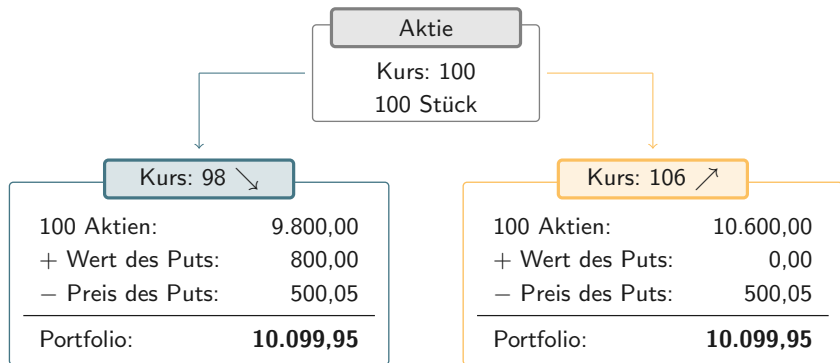 Aktie
Kurs: 100
100 Stück
Kurs: 98 ↘
100 Aktien: 9.800,00
+ Wert des Puts: 800,00
− Preis des Puts: 500,05
Portfolio: 10.099,95
Kurs: 106 ↗
100 Aktien: 10.600,00
+ Wert des Puts: 0,00
− Preis des Puts: 500,05
Portfolio: 10.099,95